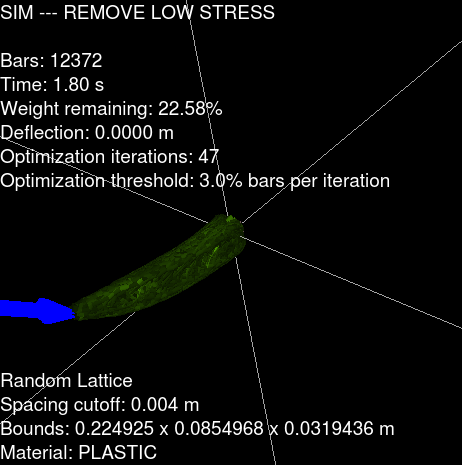 SIM --- REMOVE LOW STRESS
Bars: 12372
Time: 1.80 s
Weight remaining: 22.58%
Deflection: 0.0000 m
Optimization iterations: 47
Optimization threshold: 3.0% bars per iteration
Random Lattice
Spacing cutoff: 0.004 m
Bounds: 0.224925 x 0.0854968 x 0.0319436 m
Material: PLASTIC